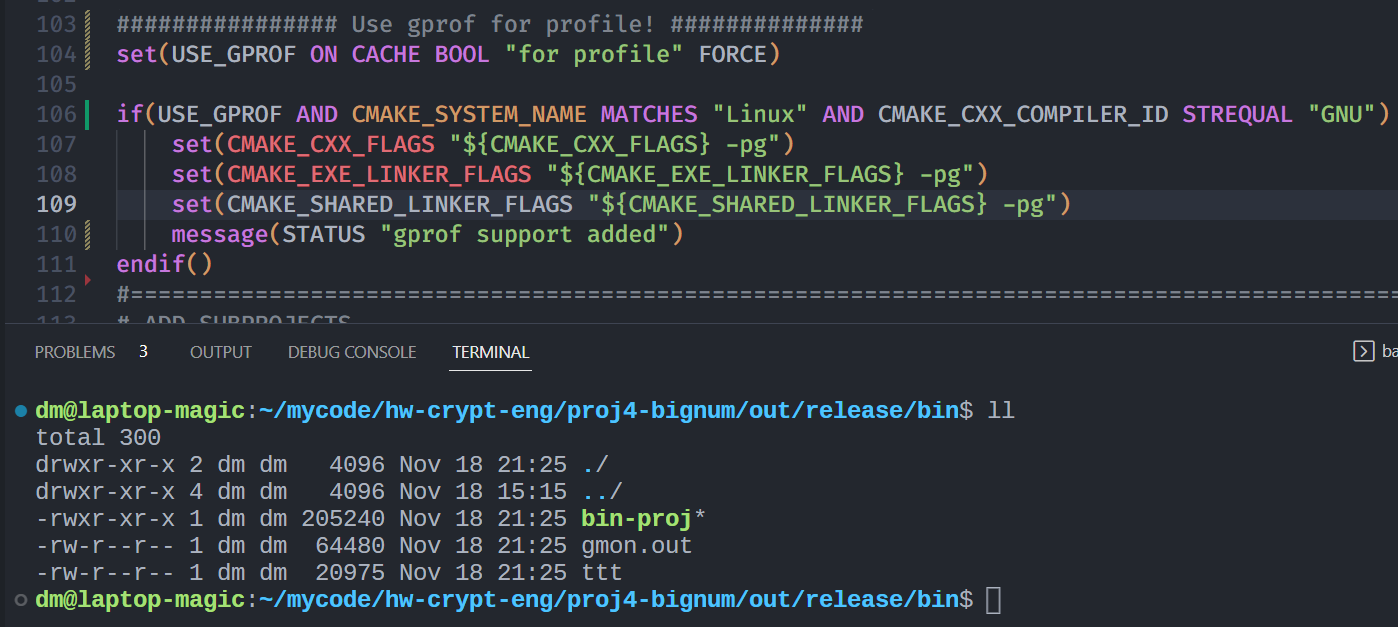 103 ################ Use gprof for profile! ##############
104 set(USE_GPROF ON CACHE BOOL "for profile" FORCE)
105
106 if(USE_GPROF AND CMAKE_SYSTEM_NAME MATCHES "Linux" AND CMAKE_CXX_COMPILER_ID STREQUAL "GNU")
107 set(CMAKE_CXX_FLAGS "${CMAKE_CXX_FLAGS} -pg")
108 set(CMAKE_EXE_LINKER_FLAGS "${CMAKE_EXE_LINKER_FLAGS} -pg")
109 set(CMAKE_SHARED_LINKER_FLAGS "${CMAKE_SHARED_LINKER_FLAGS} -pg")
110 message(STATUS "gprof support added")
111 endif()
112 #============================================================================================
113 # ADD SUBPROJECTS
PROBLEMS 3 OUTPUT DEBUG CONSOLE TERMINAL
dm@laptop-magic:~/mycode/hw-crypt-eng/proj4-bignum/out/release/bin$ ll
total 300
drwxr-xr-x 2 dm dm 4096 Nov 18 21:25 ./
drwxr-xr-x 4 dm dm 4096 Nov 18 15:15 ../
-rwxr-xr-x 1 dm dm 205240 Nov 18 21:25 bin-proj*
-rw-r--r-- 1 dm dm 64480 Nov 18 21:25 gmon.out
-rw-r--r-- 1 dm dm 20975 Nov 18 21:25 ttt
dm@laptop-magic:~/mycode/hw-crypt-eng/proj4-bignum/out/release/bin$